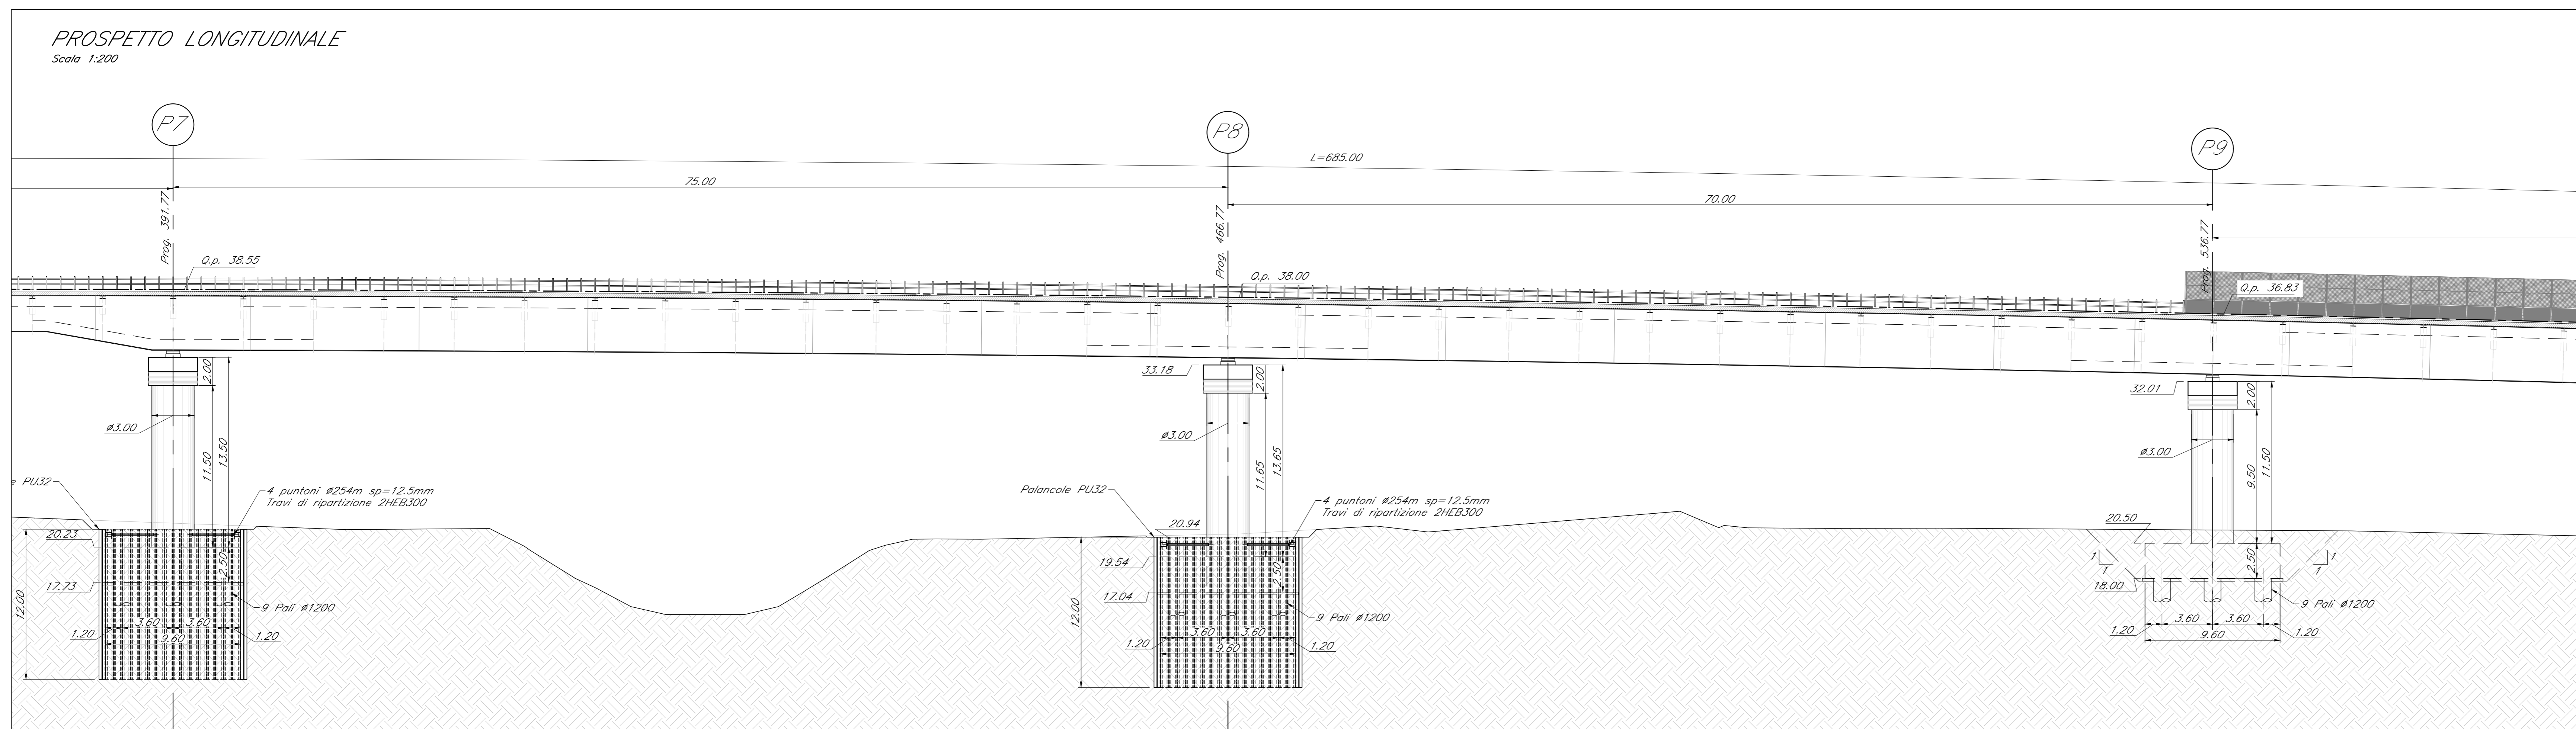 PROSPETTO LONGITUDINALE
Scala 1:200
P7
P8
P9
L=685.00
75.00
70.00
Prog. 391.77
Prog. 466.77
Prog. 536.77
Q.p. 38.55
Q.p. 38.00
Q.p. 36.83
2.00
ø3.00
11.50
13.50
e PU32
4 puntoni ø254m sp=12.5mm
Travi di ripartizione 2HEB300
20.23
2.50
17.73
12.00
9 Pali ø1200
3.60
3.60
1.20
9.60
1.20
33.18
2.00
ø3.00
11.65
13.65
Palancole PU32
4 puntoni ø254m sp=12.5mm
Travi di ripartizione 2HEB300
20.94
19.54
2.50
17.04
12.00
9 Pali ø1200
3.60
3.60
1.20
9.60
1.20
32.01
2.00
ø3.00
9.50
11.50
20.50
1
1
1
1
2.50
18.00
9 Pali ø1200
3.60
3.60
1.20
9.60
1.20